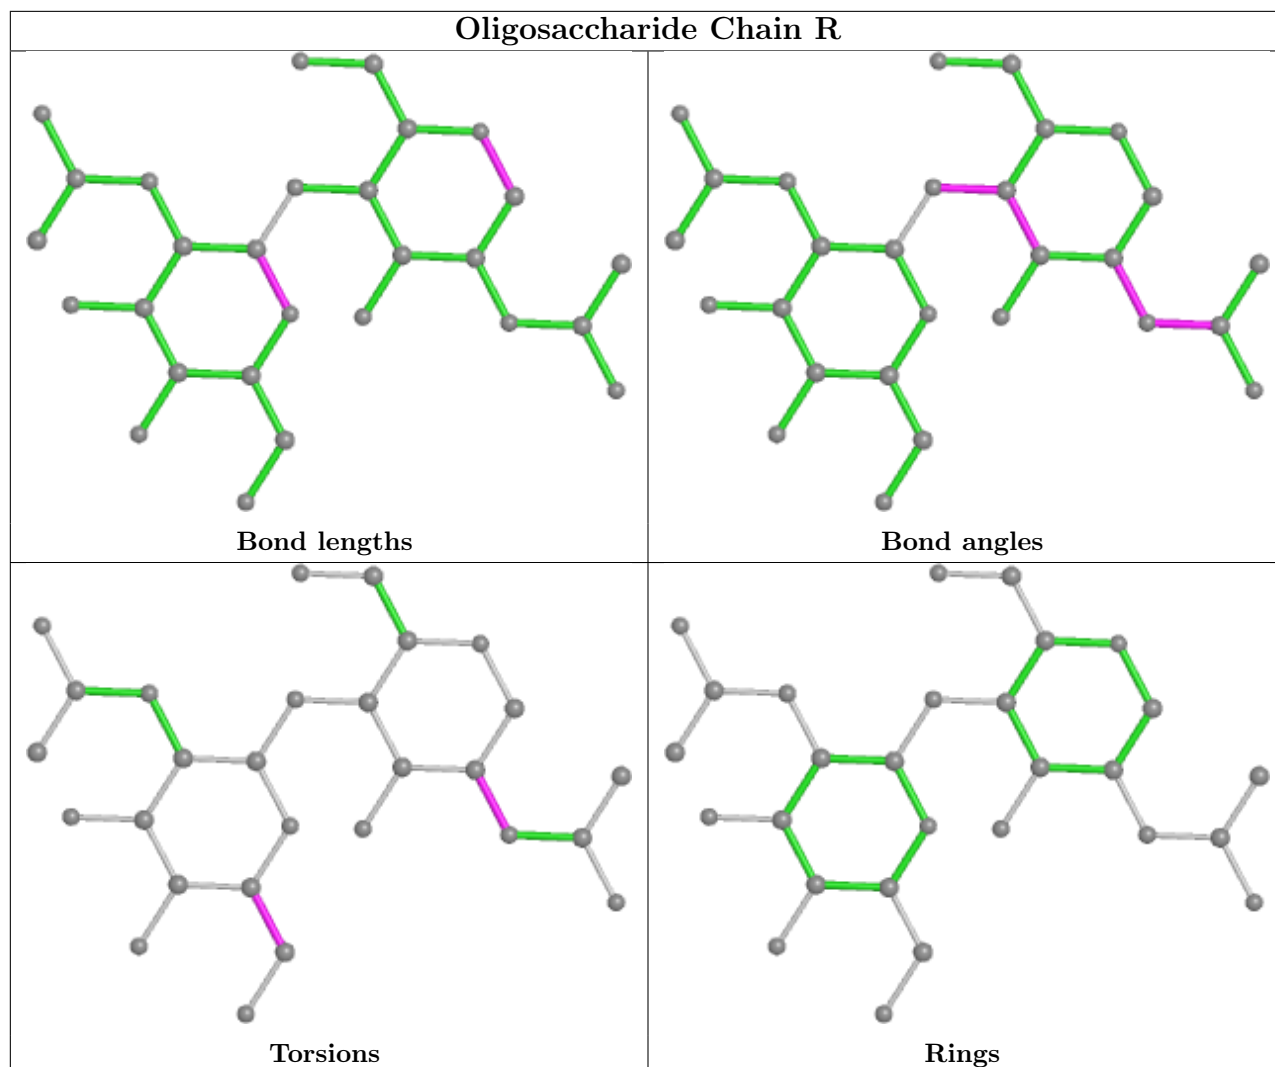 Oligosaccharide Chain R
Bond lengths
Bond angles
Torsions
Rings